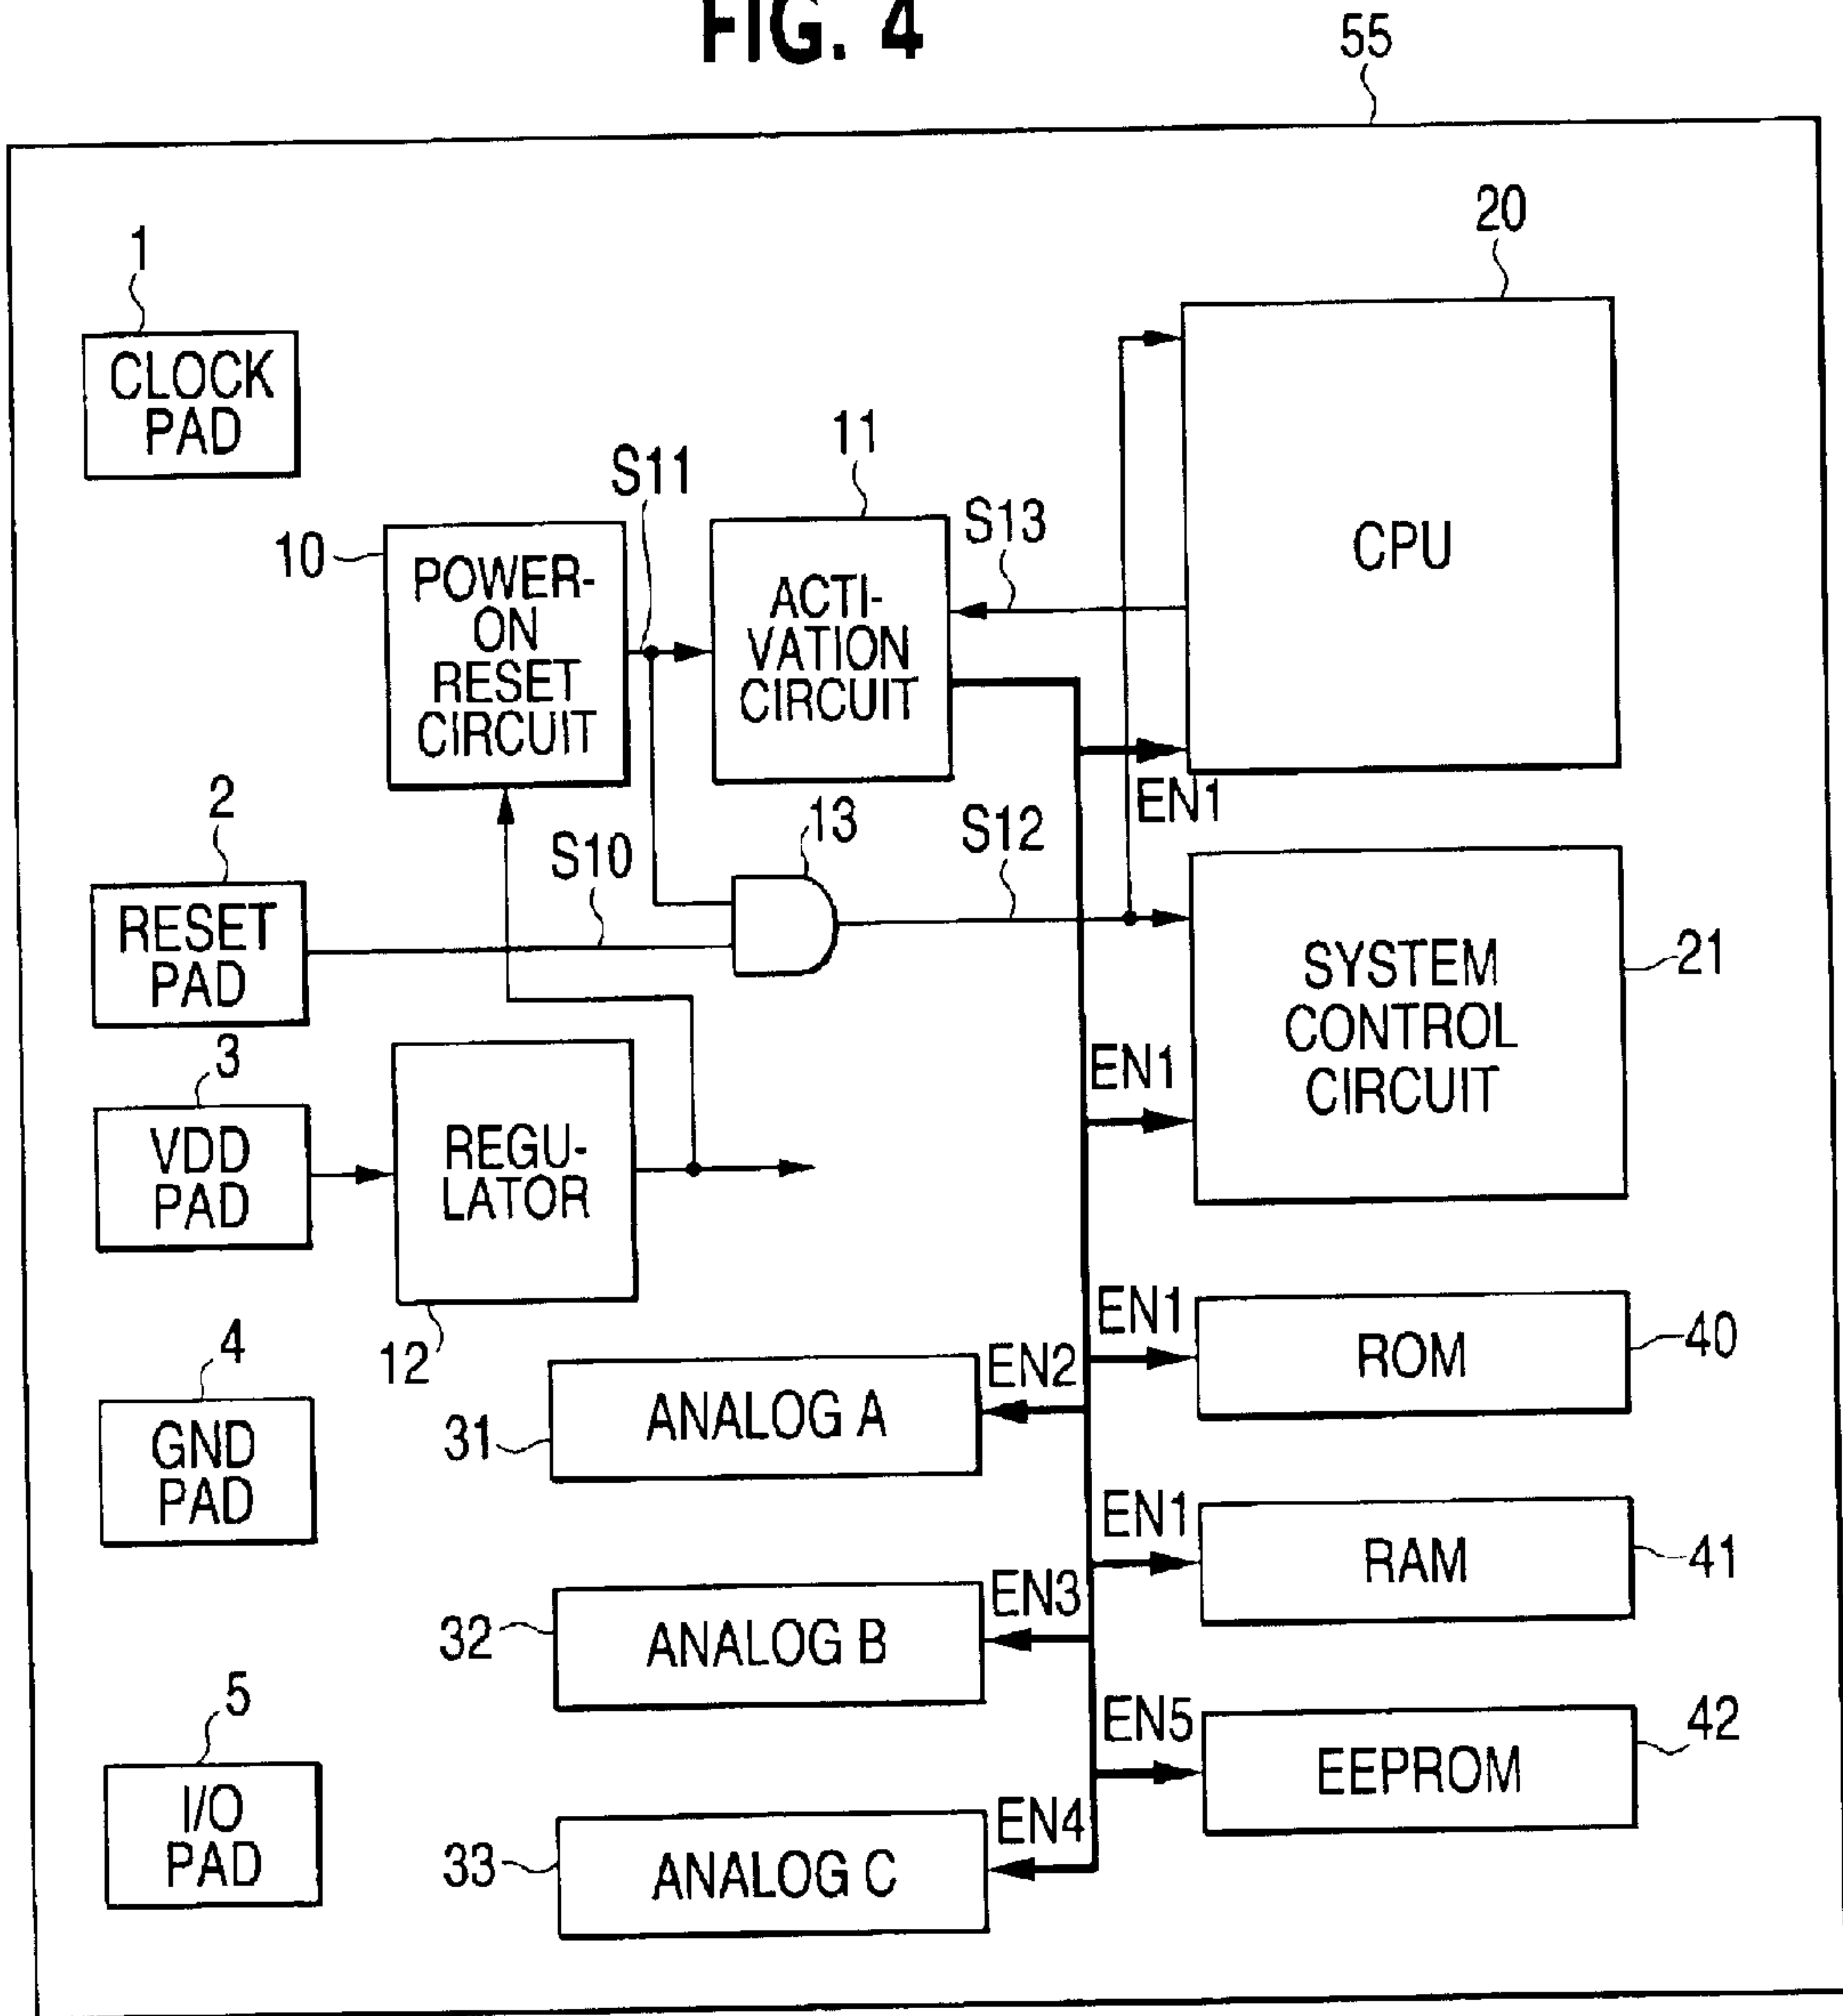 FIG. 4
55
20
1
CLOCK
PAD
11
S11
S13
CPU
10
POWER-
ON
RESET
CIRCUIT
ACTI-
VATION
CIRCUIT
EN1
2
13
S12
S10
RESET
PAD
SYSTEM
CONTROL
CIRCUIT
21
3
EN1
VDD
PAD
REGU-
LATOR
12
EN1
ROM
40
4
EN2
ANALOG A
31
GND
PAD
EN1
RAM
41
EN3
ANALOG B
32
5
EN5
EEPROM
42
I/O
PAD
EN4
ANALOG C
33